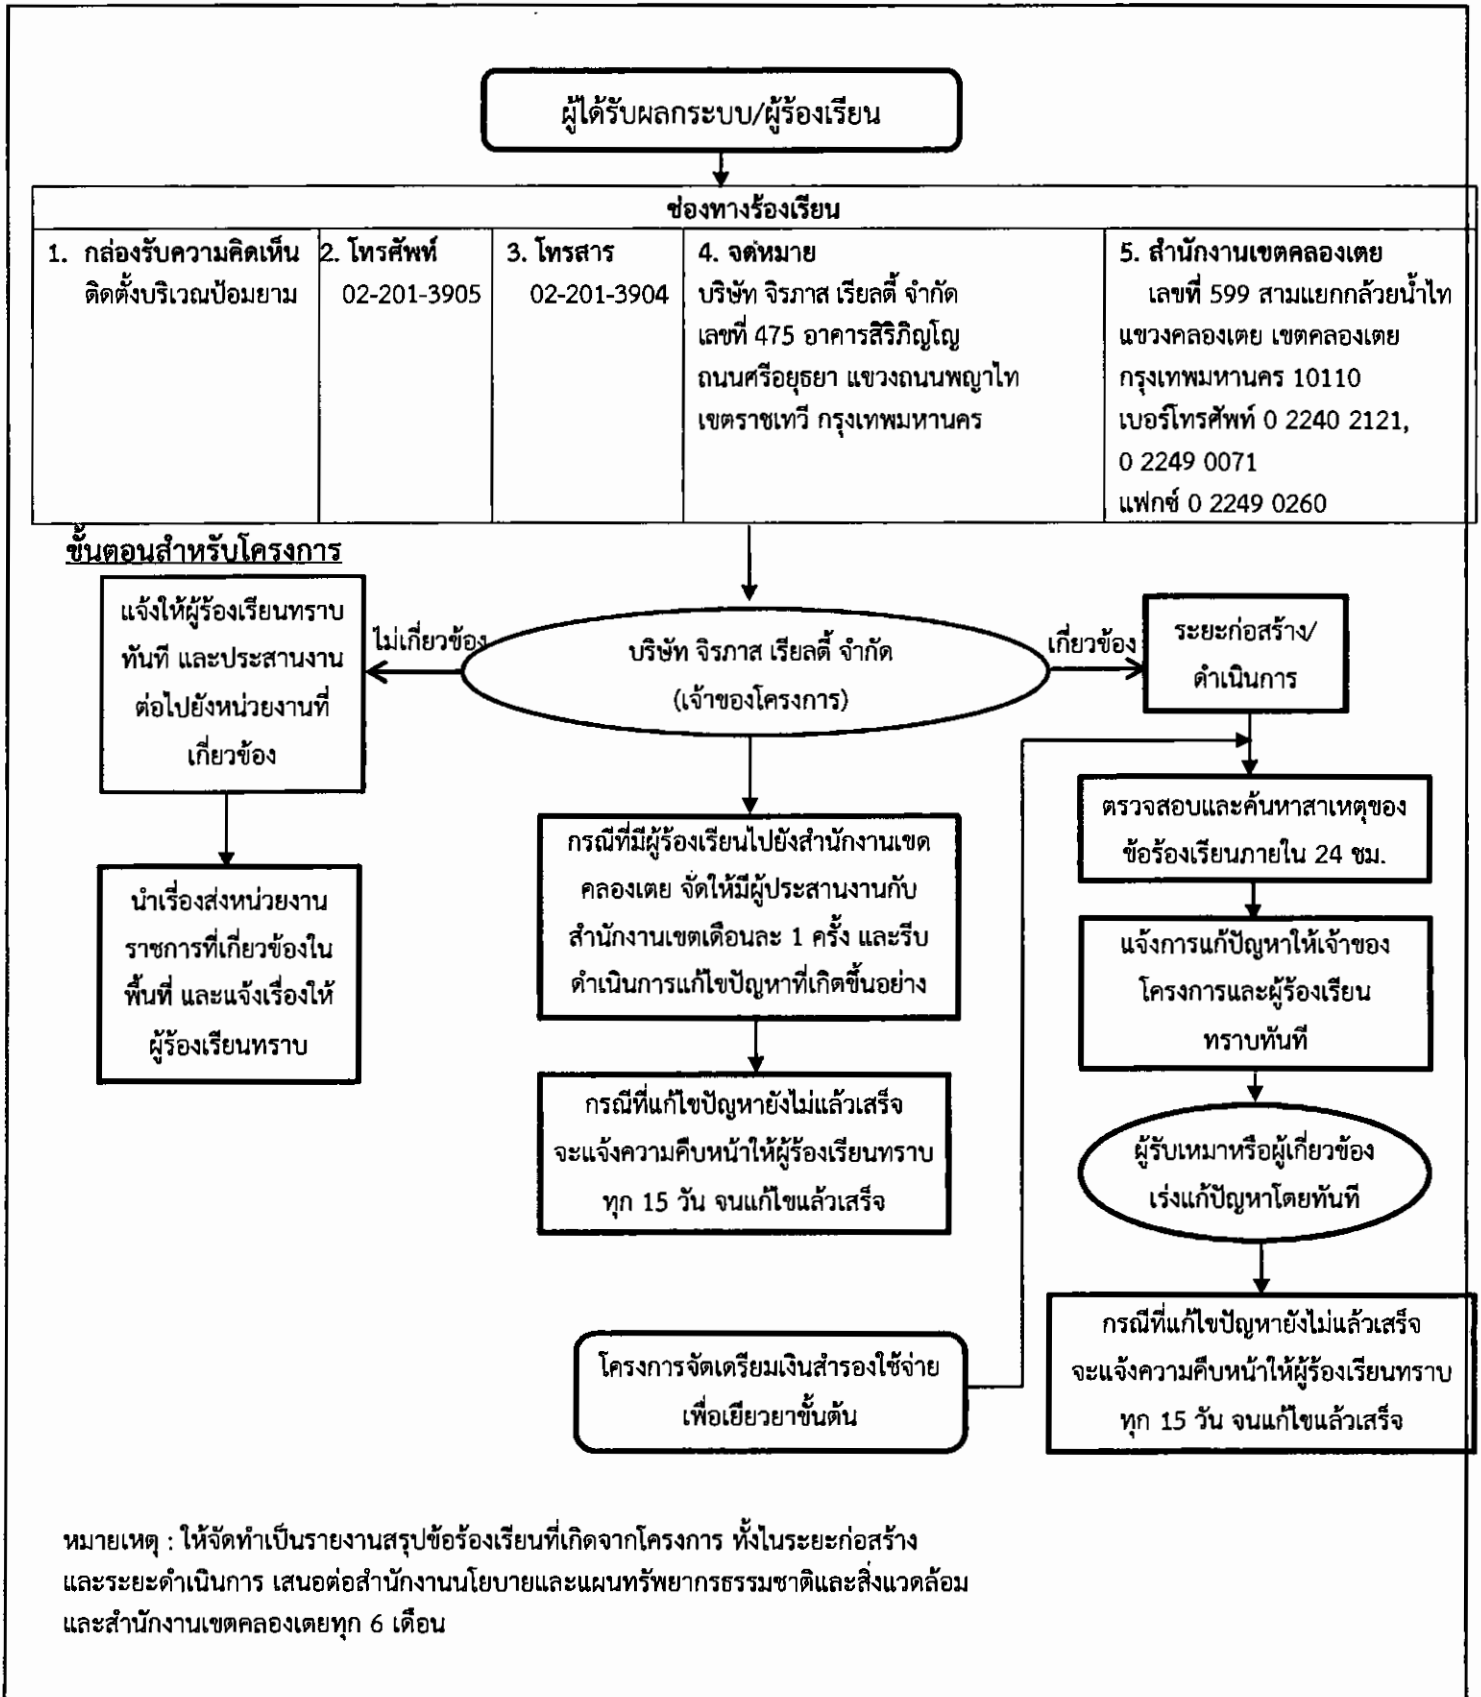 ผู้ได้รับผลกระบบ/ผู้ร้องเรียน
ช่องทางร้องเรียน
1. กล่องรับความคิดเห็น
ติดตั้งบริเวณป้อมยาม
2. โทรศัพท์
02-201-3905
3. โทรสาร
02-201-3904
4. จดหมาย
บริษัท จิรภาส เรียลตี้ จำกัด
เลขที่ 475 อาคารสิริภิญโญ
ถนนศรีอยุธยา แขวงถนนพญาไท
เขตราชเทวี กรุงเทพมหานคร
5. สำนักงานเขตคลองเตย
เลขที่ 599 สามแยกกล้วยน้ำไท
แขวงคลองเตย เขตคลองเตย
กรุงเทพมหานคร 10110
เบอร์โทรศัพท์ 0 2240 2121,
0 2249 0071
แฟกซ์ 0 2249 0260
ขั้นตอนสำหรับโครงการ
แจ้งให้ผู้ร้องเรียนทราบ
ทันที และประสานงาน
ต่อไปยังหน่วยงานที่
เกี่ยวข้อง
ไม่เกี่ยวข้อง
บริษัท จิรภาส เรียลตี้ จำกัด
(เจ้าของโครงการ)
เกี่ยวข้อง
ระยะก่อสร้าง/
ดำเนินการ
นำเรื่องส่งหน่วยงาน
ราชการที่เกี่ยวข้องใน
พื้นที่ และแจ้งเรื่องให้
ผู้ร้องเรียนทราบ
กรณีที่มีผู้ร้องเรียนไปยังสำนักงานเขต
คลองเตย จัดให้มีผู้ประสานงานกับ
สำนักงานเขตเดือนละ 1 ครั้ง และรีบ
ดำเนินการแก้ไขปัญหาที่เกิดขึ้นอย่าง
กรณีที่แก้ไขปัญหายังไม่แล้วเสร็จ
จะแจ้งความคืบหน้าให้ผู้ร้องเรียนทราบ
ทุก 15 วัน จนแก้ไขแล้วเสร็จ
ตรวจสอบและค้นหาสาเหตุของ
ข้อร้องเรียนภายใน 24 ชม.
แจ้งการแก้ปัญหาให้เจ้าของ
โครงการและผู้ร้องเรียน
ทราบทันที
ผู้รับเหมาหรือผู้เกี่ยวข้อง
เร่งแก้ปัญหาโดยทันที
กรณีที่แก้ไขปัญหายังไม่แล้วเสร็จ
จะแจ้งความคืบหน้าให้ผู้ร้องเรียนทราบ
ทุก 15 วัน จนแก้ไขแล้วเสร็จ
โครงการจัดเตรียมเงินสำรองใช้จ่าย
เพื่อเยียวยาขั้นต้น
หมายเหตุ : ให้จัดทำเป็นรายงานสรุปข้อร้องเรียนที่เกิดจากโครงการ ทั้งในระยะก่อสร้าง
และระยะดำเนินการ เสนอต่อสำนักงานนโยบายและแผนทรัพยากรธรรมชาติและสิ่งแวดล้อม
และสำนักงานเขตคลองเตยทุก 6 เดือน